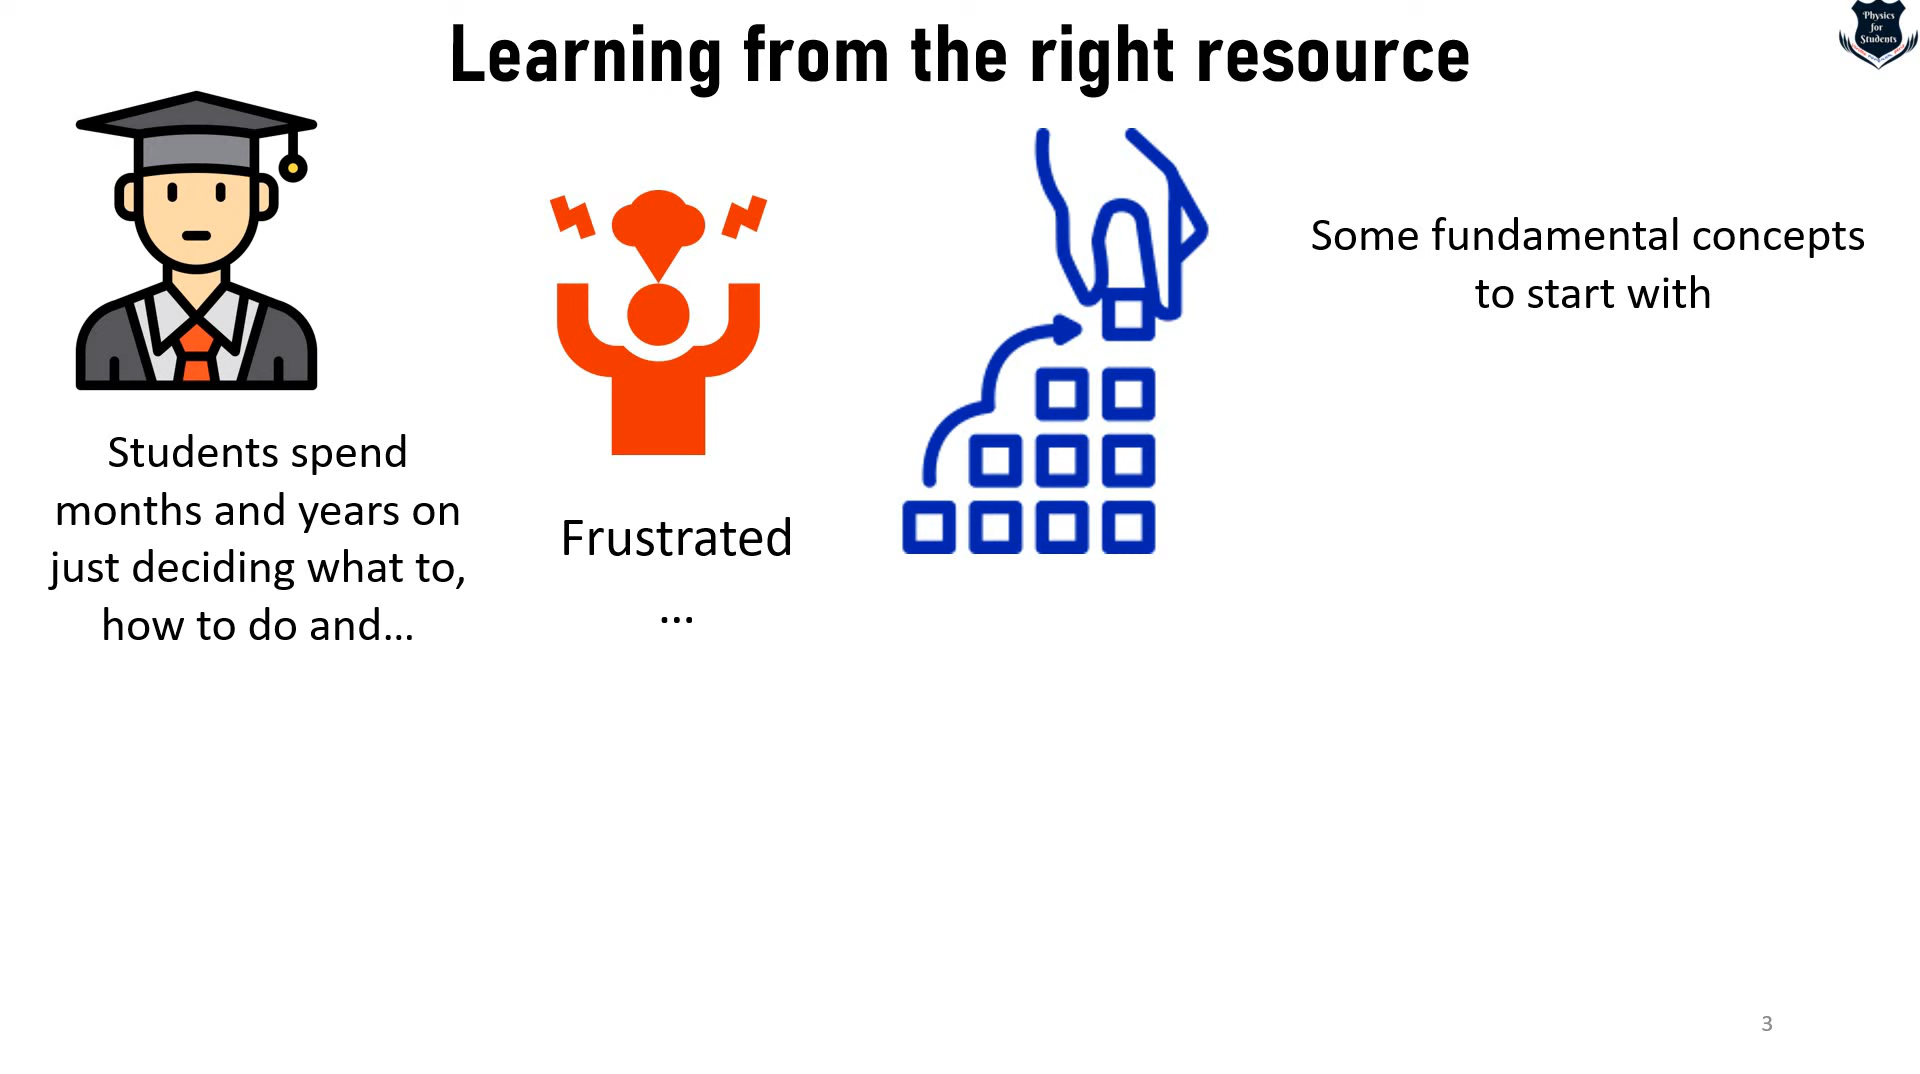 Learning from the right resource
Physics
for
Students
Some fundamental concepts
to start with
Students spend
months and years on
just deciding what to,
how to do and...
Frustrated
...
3